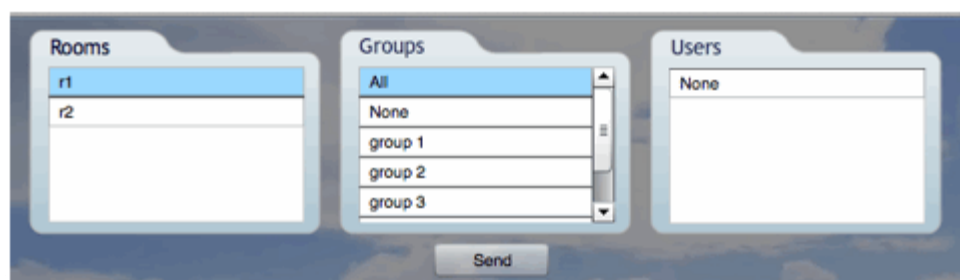 Rooms
r1
r2
Groups
All
None
group 1
group 2
group 3
Users
None
Send